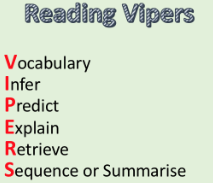 Reading Vipers
Vocabulary
Infer
Predict
Explain
Retrieve
Sequence or Summarise